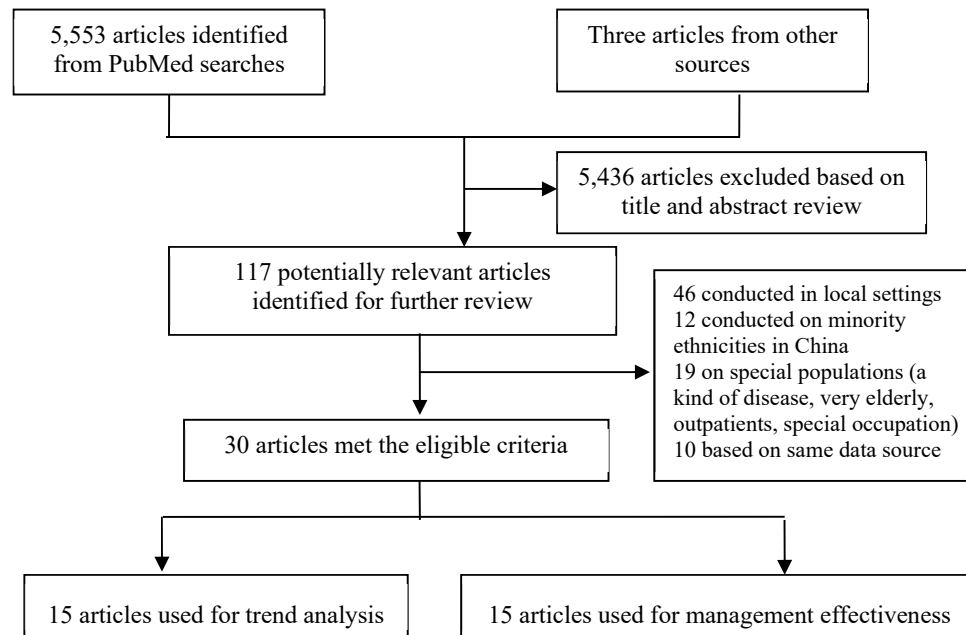 5,553 articles identified
from PubMed searches
Three articles from other
sources
5,436 articles excluded based on
title and abstract review
117 potentially relevant articles
identified for further review
46 conducted in local settings
12 conducted on minority
ethnicities in China
19 on special populations (a
kind of disease, very elderly,
outpatients, special occupation)
10 based on same data source
30 articles met the eligible criteria
15 articles used for trend analysis
15 articles used for management effectiveness